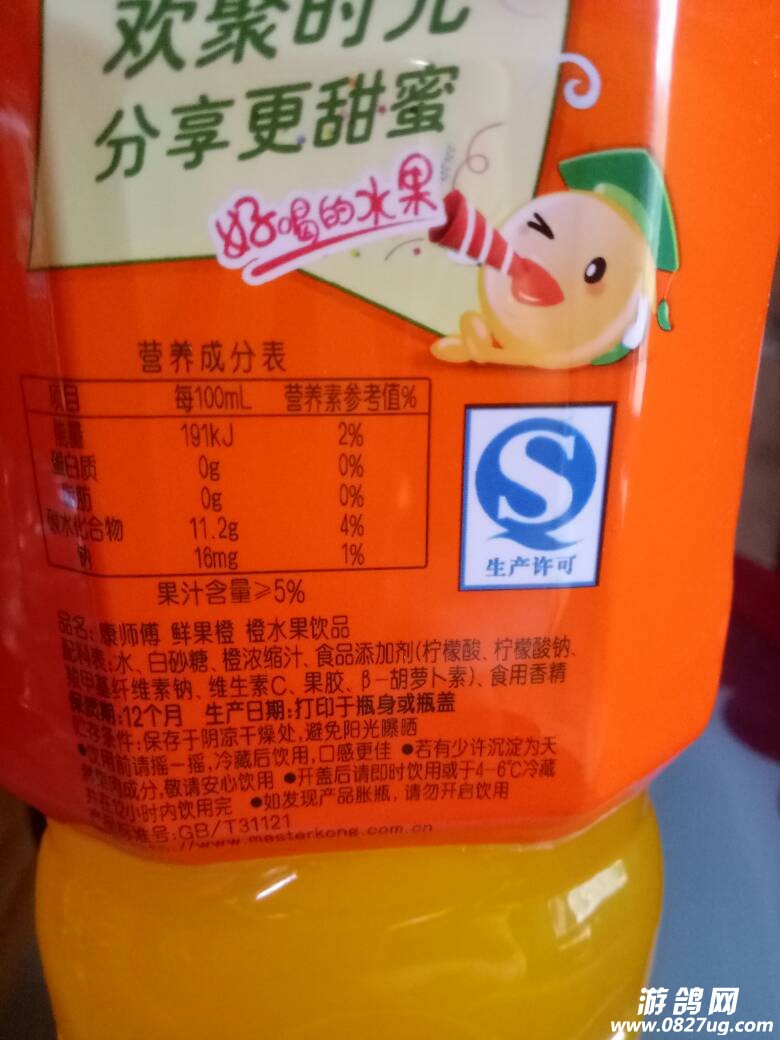 欢聚时光
分享更甜蜜
好喝的水果
营养成分表
项目 每100mL 营养素参考值%
能量 191kJ 2%
蛋白质 0g 0%
脂肪 0g 0%
碳水化合物 11.2g 4%
钠 16mg 1%
生产许可
果汁含量≥5%
品名:康师傅 鲜果橙 橙水果饮品
配料表:水、白砂糖、橙浓缩汁、食品添加剂(柠檬酸、柠檬酸钠、
羧甲基纤维素钠、维生素C、果胶、β-胡萝卜素)、食用香精
保质期:12个月 生产日期:打印于瓶身或瓶盖
贮存条件:保存于阴凉干燥处,避免阳光曝晒
●饮用前请摇一摇,冷藏后饮用,口感更佳 ●若有少许沉淀为天
然果肉成分,敬请安心饮用 ●开盖后请即时饮用或于4-6℃冷藏
并在12小时内饮用完 ●如发现产品胀瓶,请勿开启饮用
产品标准号:GB/T31121
://www.masterkong.com.cn
游鸽网
www.0827ug.com